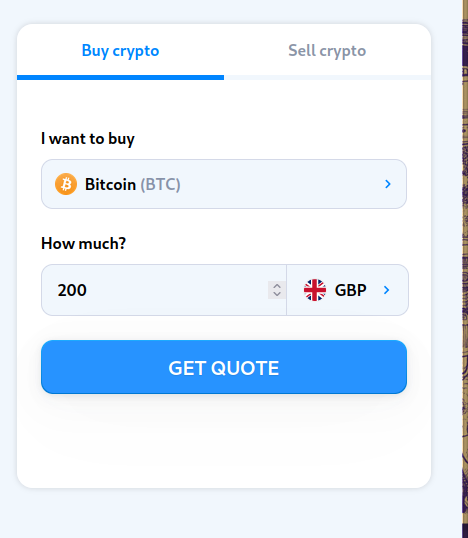 Buy crypto Sell crypto
I want to buy
Bitcoin (BTC)
How much?
200 GBP
GET QUOTE